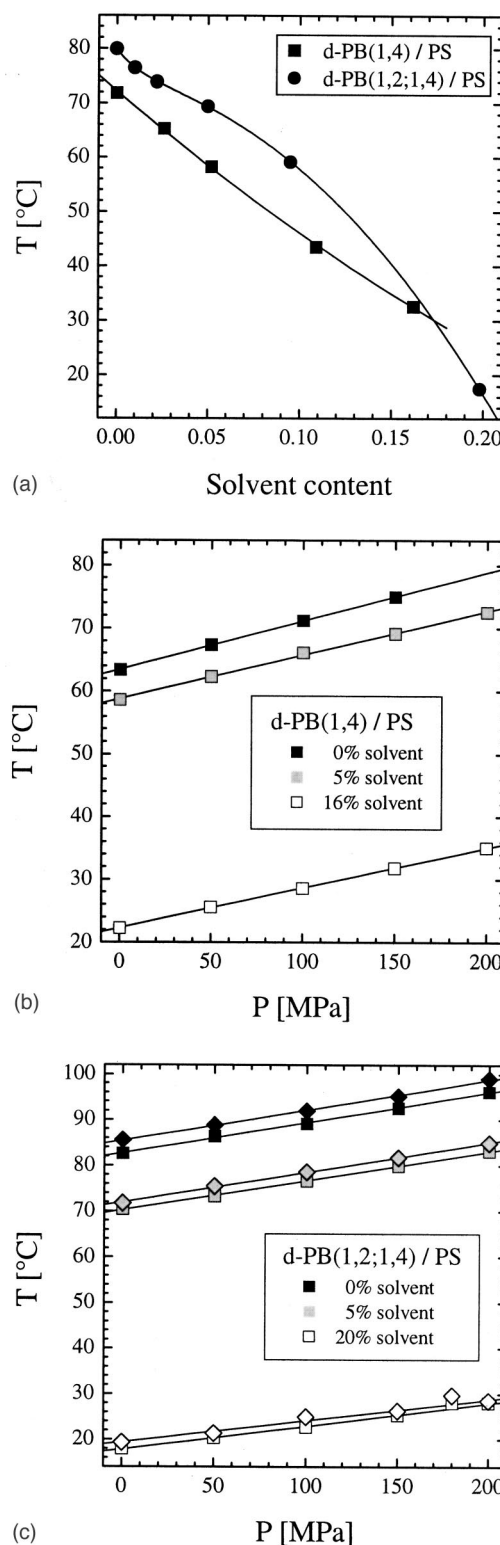 80
70
60
50
40
30
20
T [°C]
d-PB(1,4) / PS
d-PB(1,2;1,4) / PS
0.00 0.05 0.10 0.15 0.20
(a)
Solvent content
80
70
60
50
40
30
20
T [°C]
d-PB(1,4) / PS
0% solvent
5% solvent
16% solvent
0 50 100 150 200
(b)
P [MPa]
100
90
80
70
60
50
40
30
20
T [°C]
d-PB(1,2;1,4) / PS
0% solvent
5% solvent
20% solvent
0 50 100 150 200
(c)
P [MPa]